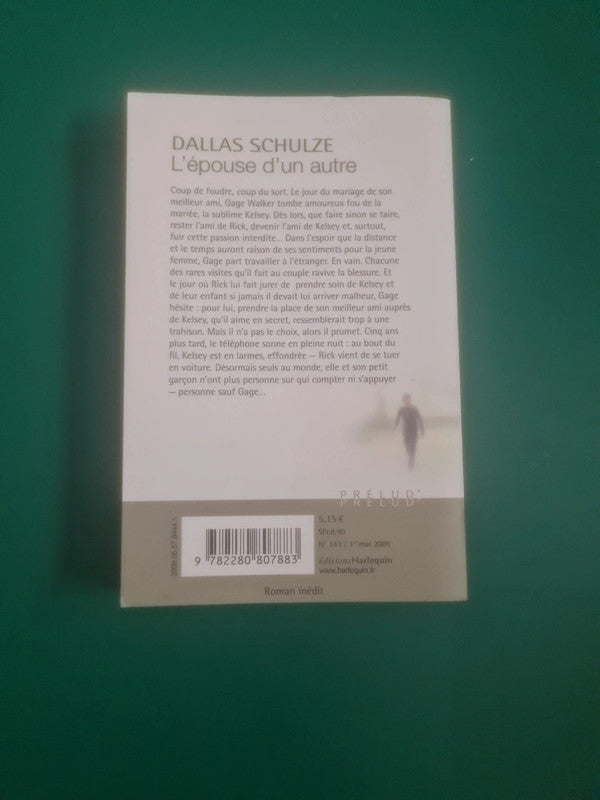 DALLAS SCHULZE
L'épouse d'un autre
Coup de foudre, coup du sort. Le jour du mariage de son
meilleur ami, Gage Walker tombe amoureux fou de la
mariée, la sublime Kelsey. Dès lors, que faire sinon se taire,
rester l'ami de Rick, devenir l'ami de Kelsey et, surtout,
fuir cette passion interdite... Dans l'espoir que la distance
et le temps auront raison de ses sentiments pour la jeune
femme, Gage part travailler à l'étranger. En vain. Chacune
des rares visites qu'il fait au couple ravive la blessure. Et
le jour où Rick lui fait jurer de prendre soin de Kelsey et
de leur enfant si jamais il devait lui arriver malheur, Gage
hésite : pour lui, prendre la place de son meilleur ami auprès
de Kelsey, qu'il aime en secret, ressemblerait trop à une
trahison. Mais il n'a pas le choix, alors il promet. Cinq ans
plus tard, le téléphone sonne en pleine nuit : au bout du
fil, Kelsey est en larmes, effondrée — Rick vient de se tuer
en voiture. Désormais seuls au monde, elle et son petit
garçon n'ont plus personne sur qui compter ni s'appuyer
— personne sauf Gage...
PRÉLUD'
PRÉLUD'
5,15 €
SFr.8.90
N° 143 / 1er mai 2009
éditions Harlequin
www.harlequin.fr
9 782280 807883
Roman inédit